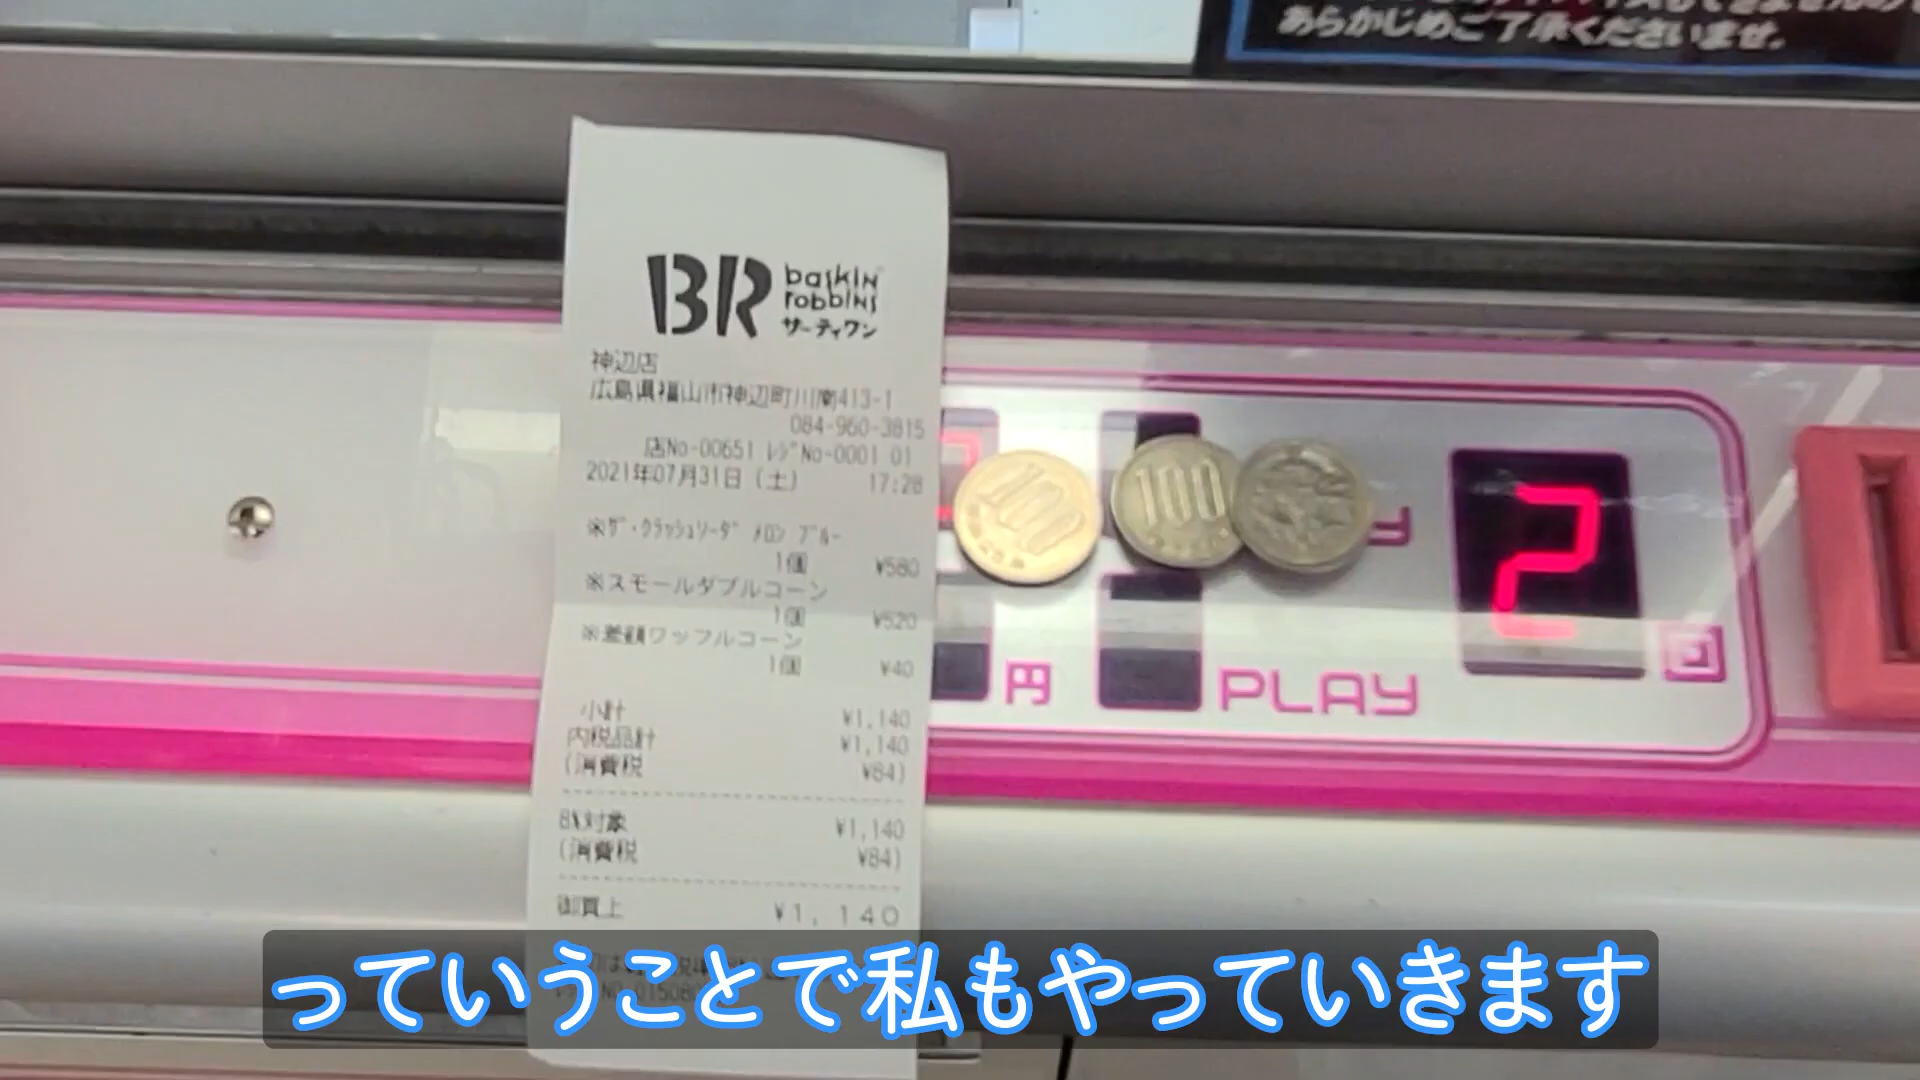 あらかじめご了承くださいませ。
BR baskin robbins サーティワン
神辺店
広島県福山市神辺町川南413-1
084-960-3815
店No-00651 ﾚｼﾞNo-0001 01
2021年07月31日（土） 17:28
※ｻﾞ･ｸﾗｯｼｭｿｰﾀﾞ ﾒﾛﾝ ﾌﾞﾙｰ
1個 ¥580
※スモールダブルコーン
1個 ¥520
※差額ワッフルコーン
1個 ¥40
小計 ¥1,140
内税品計 ¥1,140
(消費税 ¥84)
8%対象 ¥1,140
(消費税 ¥84)
御買上 ¥1,140
100
100
2
円
PLAY
回
っていうことで私もやっていきます